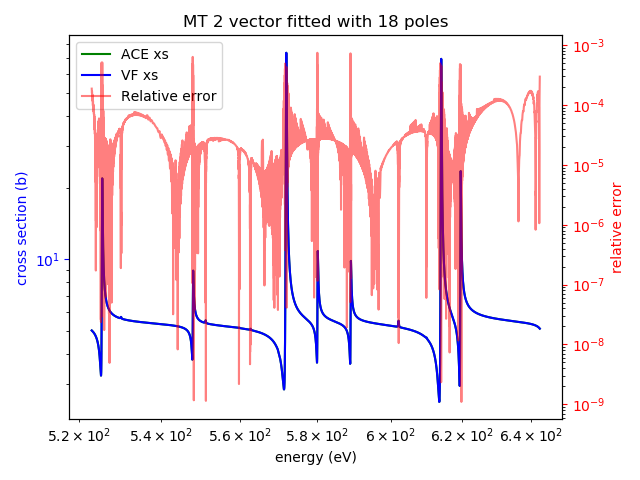 MT 2 vector fitted with 18 poles
ACE xs
VF xs
Relative error
cross section (b)
10¹
10⁻³
10⁻⁴
10⁻⁵
10⁻⁶
10⁻⁷
10⁻⁸
10⁻⁹
relative error
5.2 × 10² 5.4 × 10² 5.6 × 10² 5.8 × 10² 6 × 10² 6.2 × 10² 6.4 × 10²
energy (eV)